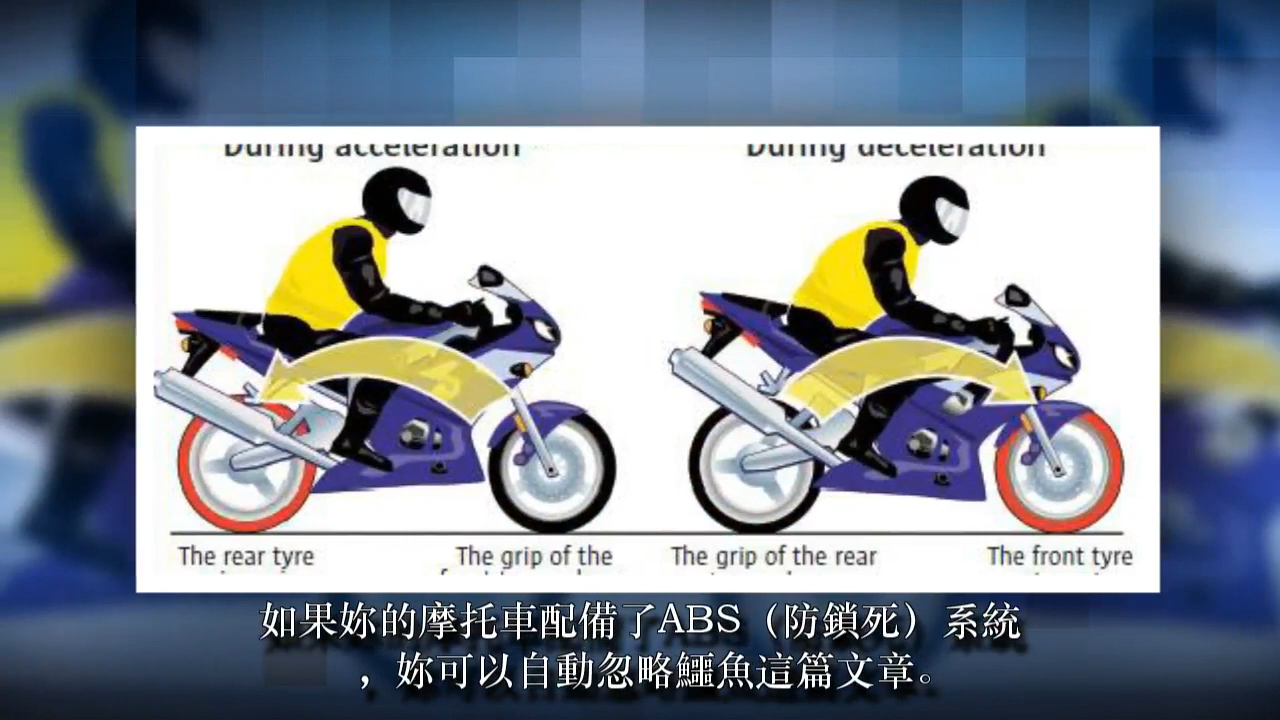 During acceleration
During deceleration
The rear tyre
The grip of the
The grip of the rear
The front tyre
如果妳的摩托車配備了ABS（防鎖死）系統
，妳可以自動忽略鱷魚這篇文章。